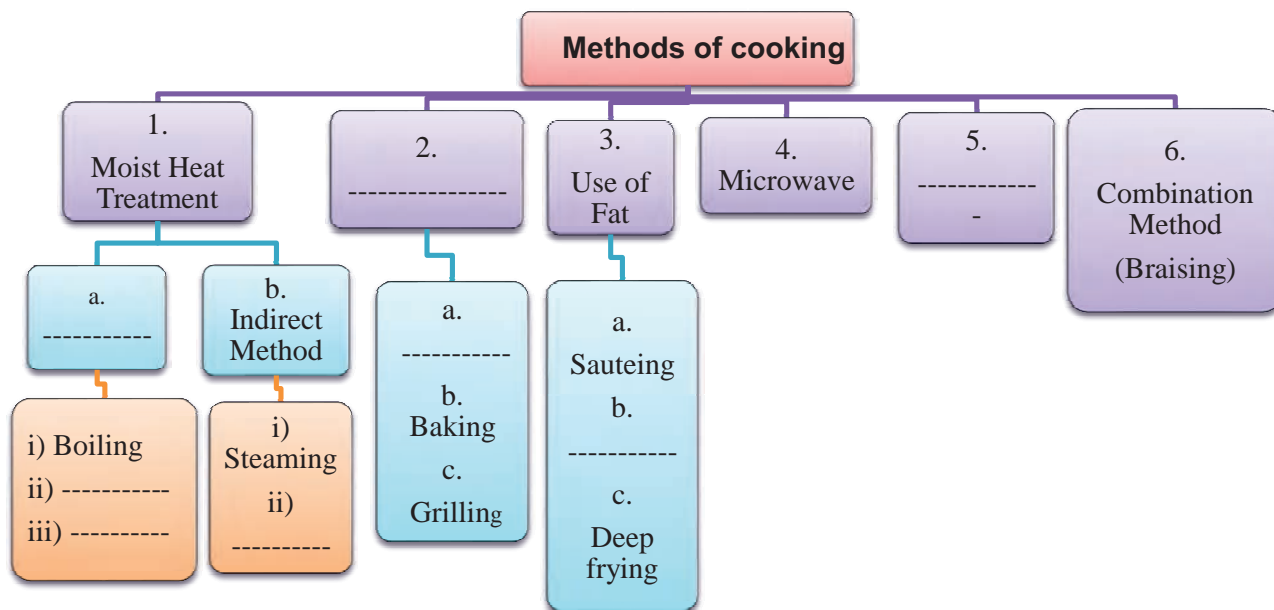 Methods of cooking
1.
Moist Heat
Treatment
2.
----------------
3.
Use of
Fat
4.
Microwave
5.
------------
-
6.
Combination
Method
(Braising)
a.
-----------
b.
Indirect
Method
a.
-----------
b.
Baking
c.
Grilling
a.
Sauteing
b.
-----------
c.
Deep
frying
i) Boiling
ii) -----------
iii) ----------
i)
Steaming
ii)
----------